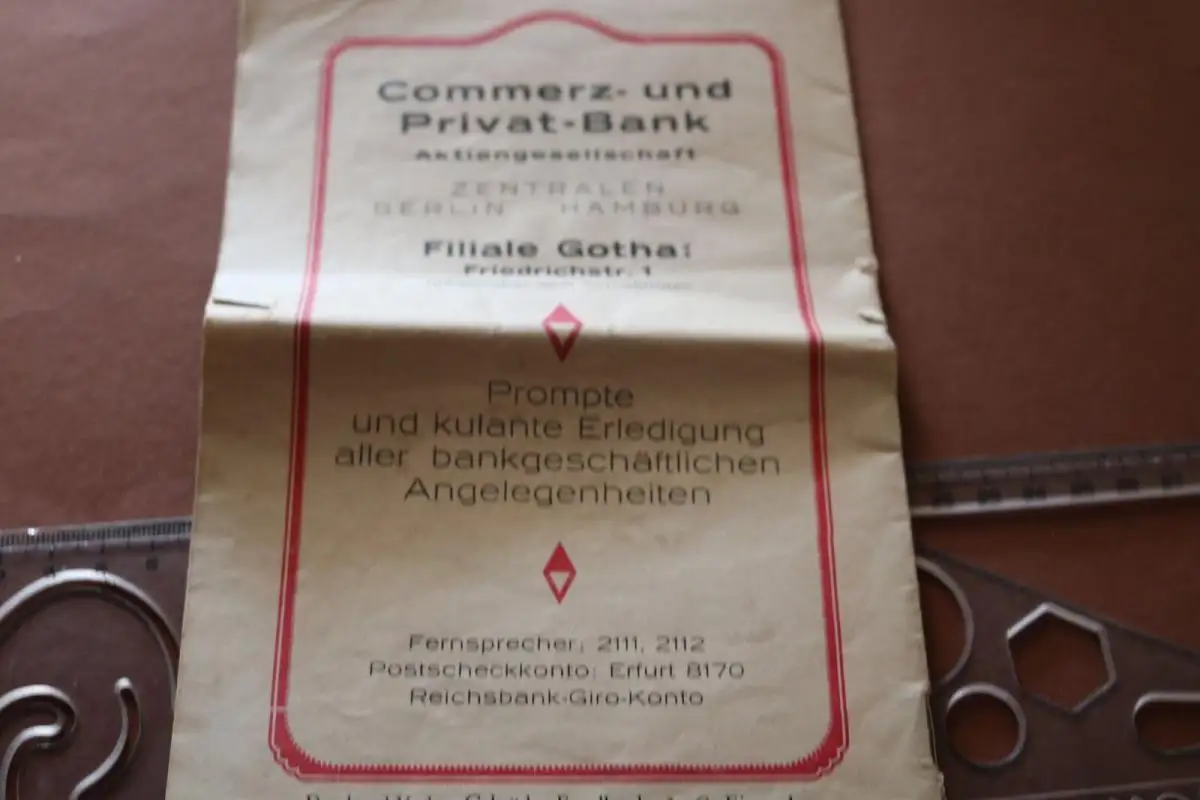 Commerz- und
Privat-Bank
Aktiengesellschaft
ZENTRALEN
BERLIN HAMBURG
Filiale Gotha:
Friedrichstr. 1
Prompte
und kulante Erledigung
aller bankgeschäftlichen
Angelegenheiten
Fernsprecher: 2111, 2112
Postscheckkonto: Erfurt 8170
Reichsbank-Giro-Konto